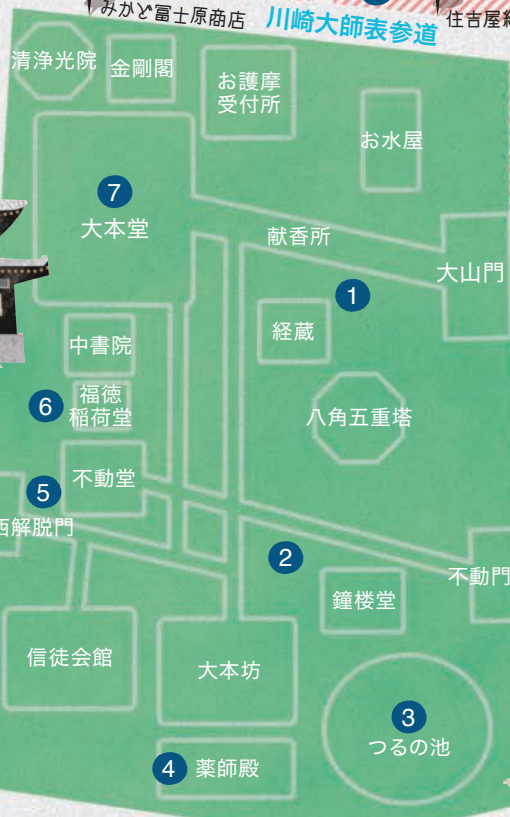 みかど冨士原商店
川崎大師表参道
住吉屋総
清浄光院
金剛閣
お護摩
受付所
お水屋
7
大本堂
献香所
大山門
1
経蔵
中書院
八角五重塔
6
福徳
稲荷堂
不動堂
5
西解脱門
2
不動門
鐘楼堂
信徒会館
大本坊
3
つるの池
4
薬師殿